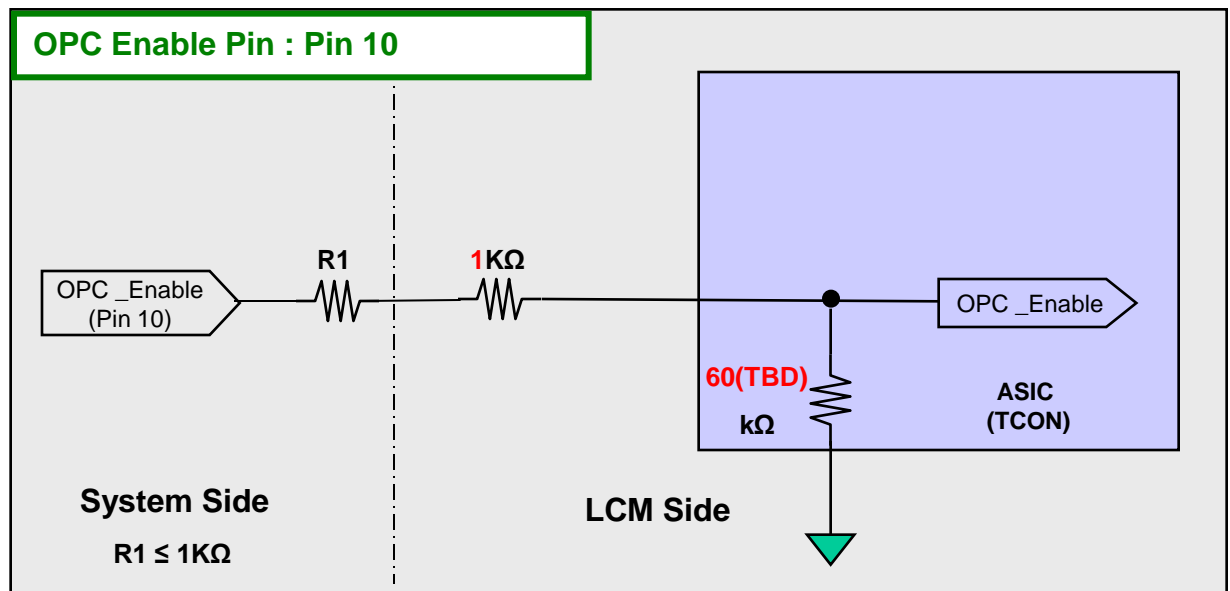 OPC Enable Pin : Pin 10
R1
1KΩ
OPC _Enable
(Pin 10)
OPC _Enable
60(TBD)
kΩ
ASIC
(TCON)
System Side
LCM Side
R1 ≤ 1KΩ